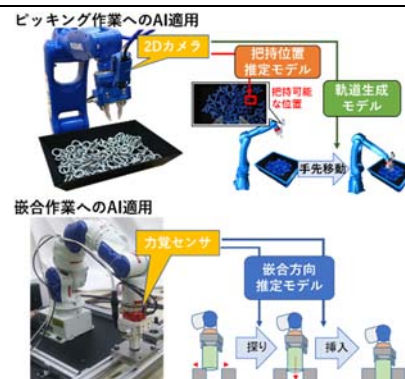 ピッキング作業へのAI適用
2Dカメラ
把持位置
推定モデル
把持可能
な位置
軌道生成
モデル
手先移動
嵌合作業へのAI適用
力覚センサ
嵌合方向
推定モデル
探り
挿入